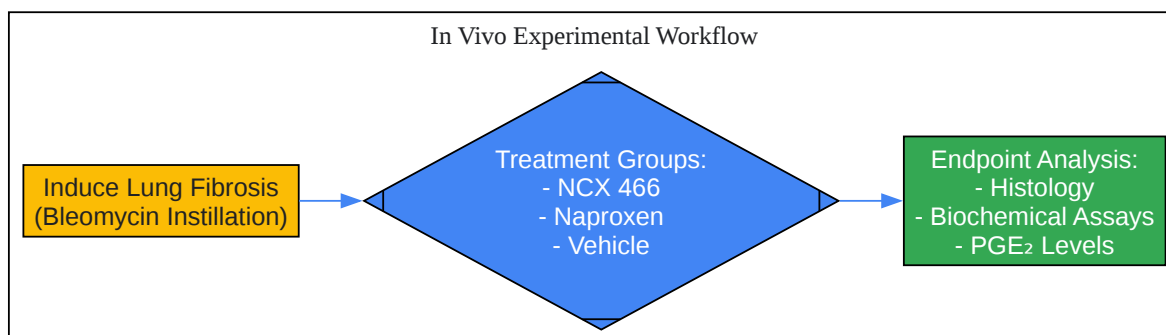 In Vivo Experimental Workflow
Induce Lung Fibrosis
(Bleomycin Instillation)
Treatment Groups:
- NCX 466
- Naproxen
- Vehicle
Endpoint Analysis:
- Histology
- Biochemical Assays
- PGE₂ Levels